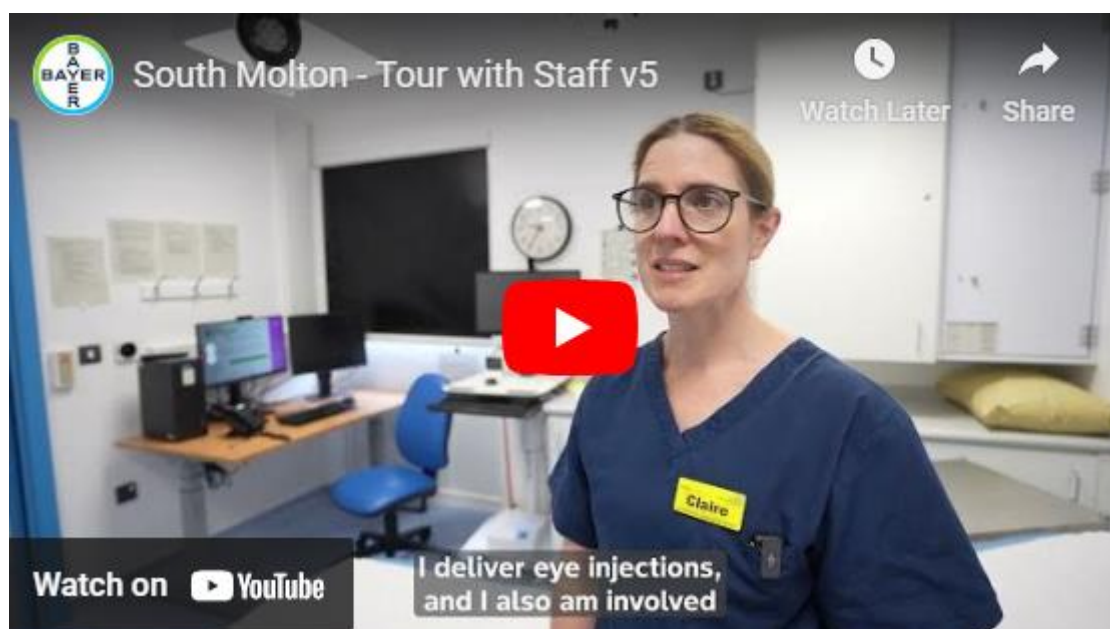 BAYER
BAYER
South Molton - Tour with Staff v5
Watch Later
Share
Claire
I deliver eye injections,
and I also am involved
Watch on YouTube